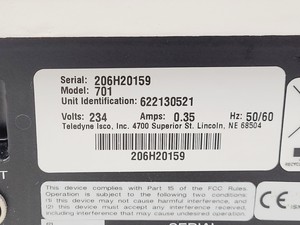 Serial: 206H20159
Model: 701
Unit Identification: 622130521
Volts: 234 Amps: 0.35 Hz: 50/60
Teledyne Isco, Inc. 4700 Superior St. Lincoln, NE 68504
206H20159
This device complies with Part 15 of the FCC Rules.
Operation is subject to the following two conditions:
(1) this device may not cause harmful interference, and
(2) this device must accept any interference
received, including interference that may cause
undesired operation.
SERIAL